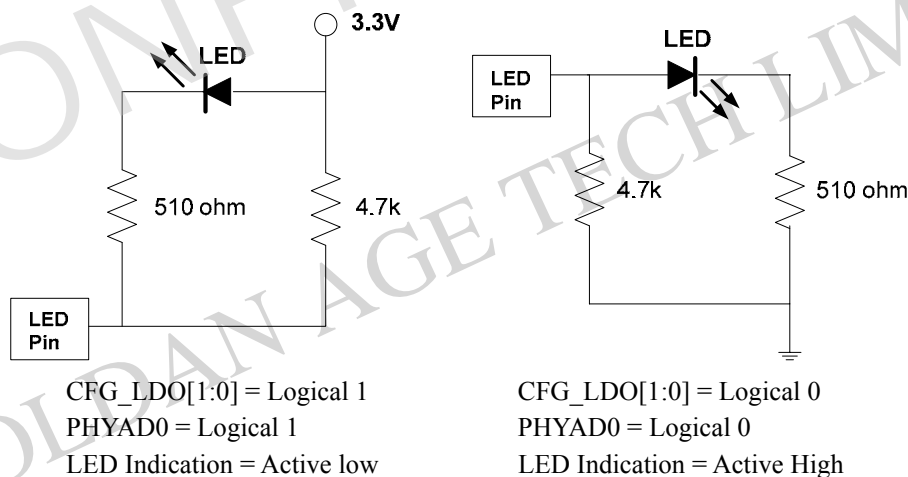 3.3V
LED
510 ohm
4.7k
LED
Pin
CFG_LDO[1:0] = Logical 1
PHYAD0 = Logical 1
LED Indication = Active low
LED
LED
Pin
4.7k
510 ohm
CFG_LDO[1:0] = Logical 0
PHYAD0 = Logical 0
LED Indication = Active High
AGE TECH